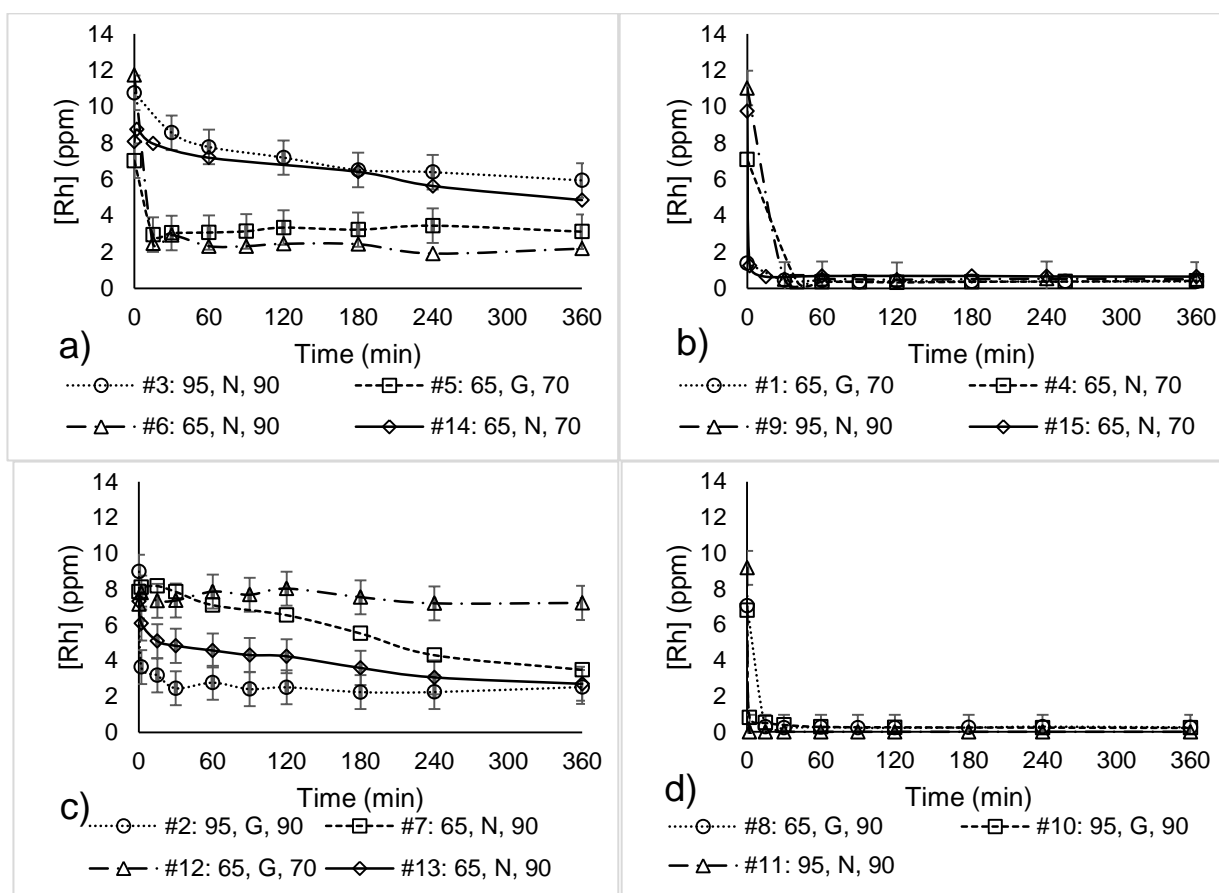 14
12
10
8
6
4
2
0
[Rh] (ppm)
0 60 120 180 240 300 360
Time (min)
a)
#3: 95, N, 90 #5: 65, G, 70
#6: 65, N, 90 #14: 65, N, 70
14
12
10
8
6
4
2
0
[Rh] (ppm)
0 60 120 180 240 300 360
Time (min)
b)
#1: 65, G, 70 #4: 65, N, 70
#9: 95, N, 90 #15: 65, N, 70
14
12
10
8
6
4
2
0
[Rh] (ppm)
0 60 120 180 240 300 360
Time (min)
c)
#2: 95, G, 90 #7: 65, N, 90
#12: 65, G, 70 #13: 65, N, 90
14
12
10
8
6
4
2
0
[Rh] (ppm)
0 60 120 180 240 300 360
Time (min)
d)
#8: 65, G, 90 #10: 95, G, 90
#11: 95, N, 90